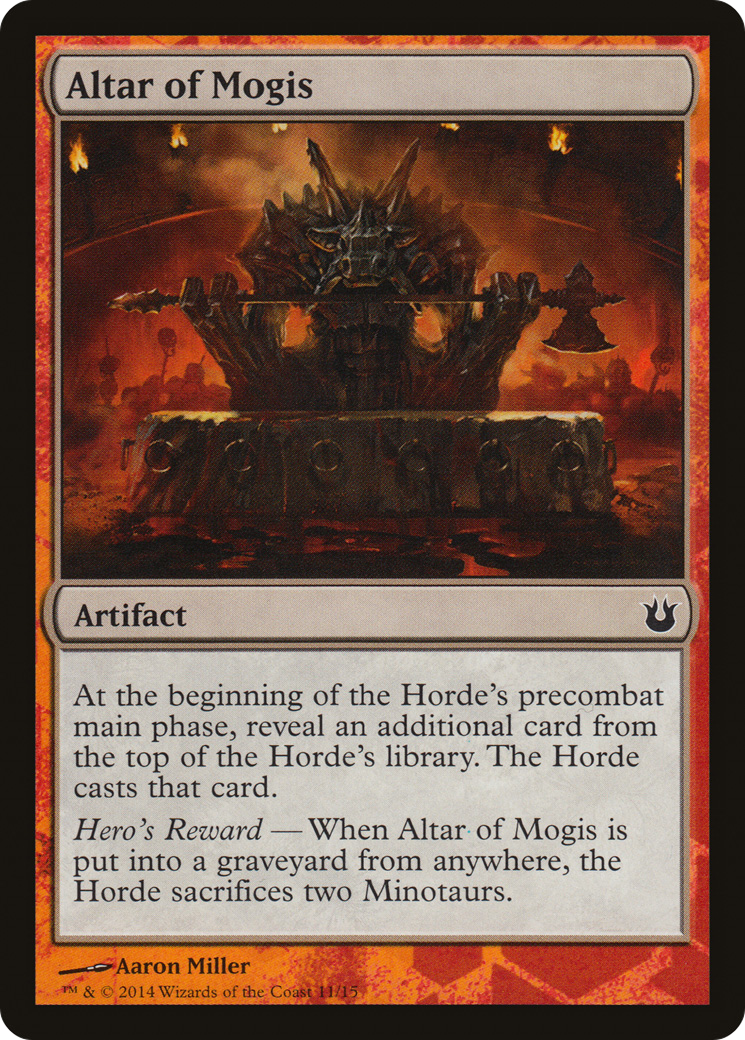 Altar of Mogis
Artifact
At the beginning of the Horde's precombat
main phase, reveal an additional card from
the top of the Horde's library. The Horde
casts that card.
Hero's Reward — When Altar of Mogis is
put into a graveyard from anywhere, the
Horde sacrifices two Minotaurs.
Aaron Miller
™ & © 2014 Wizards of the Coast 11/15